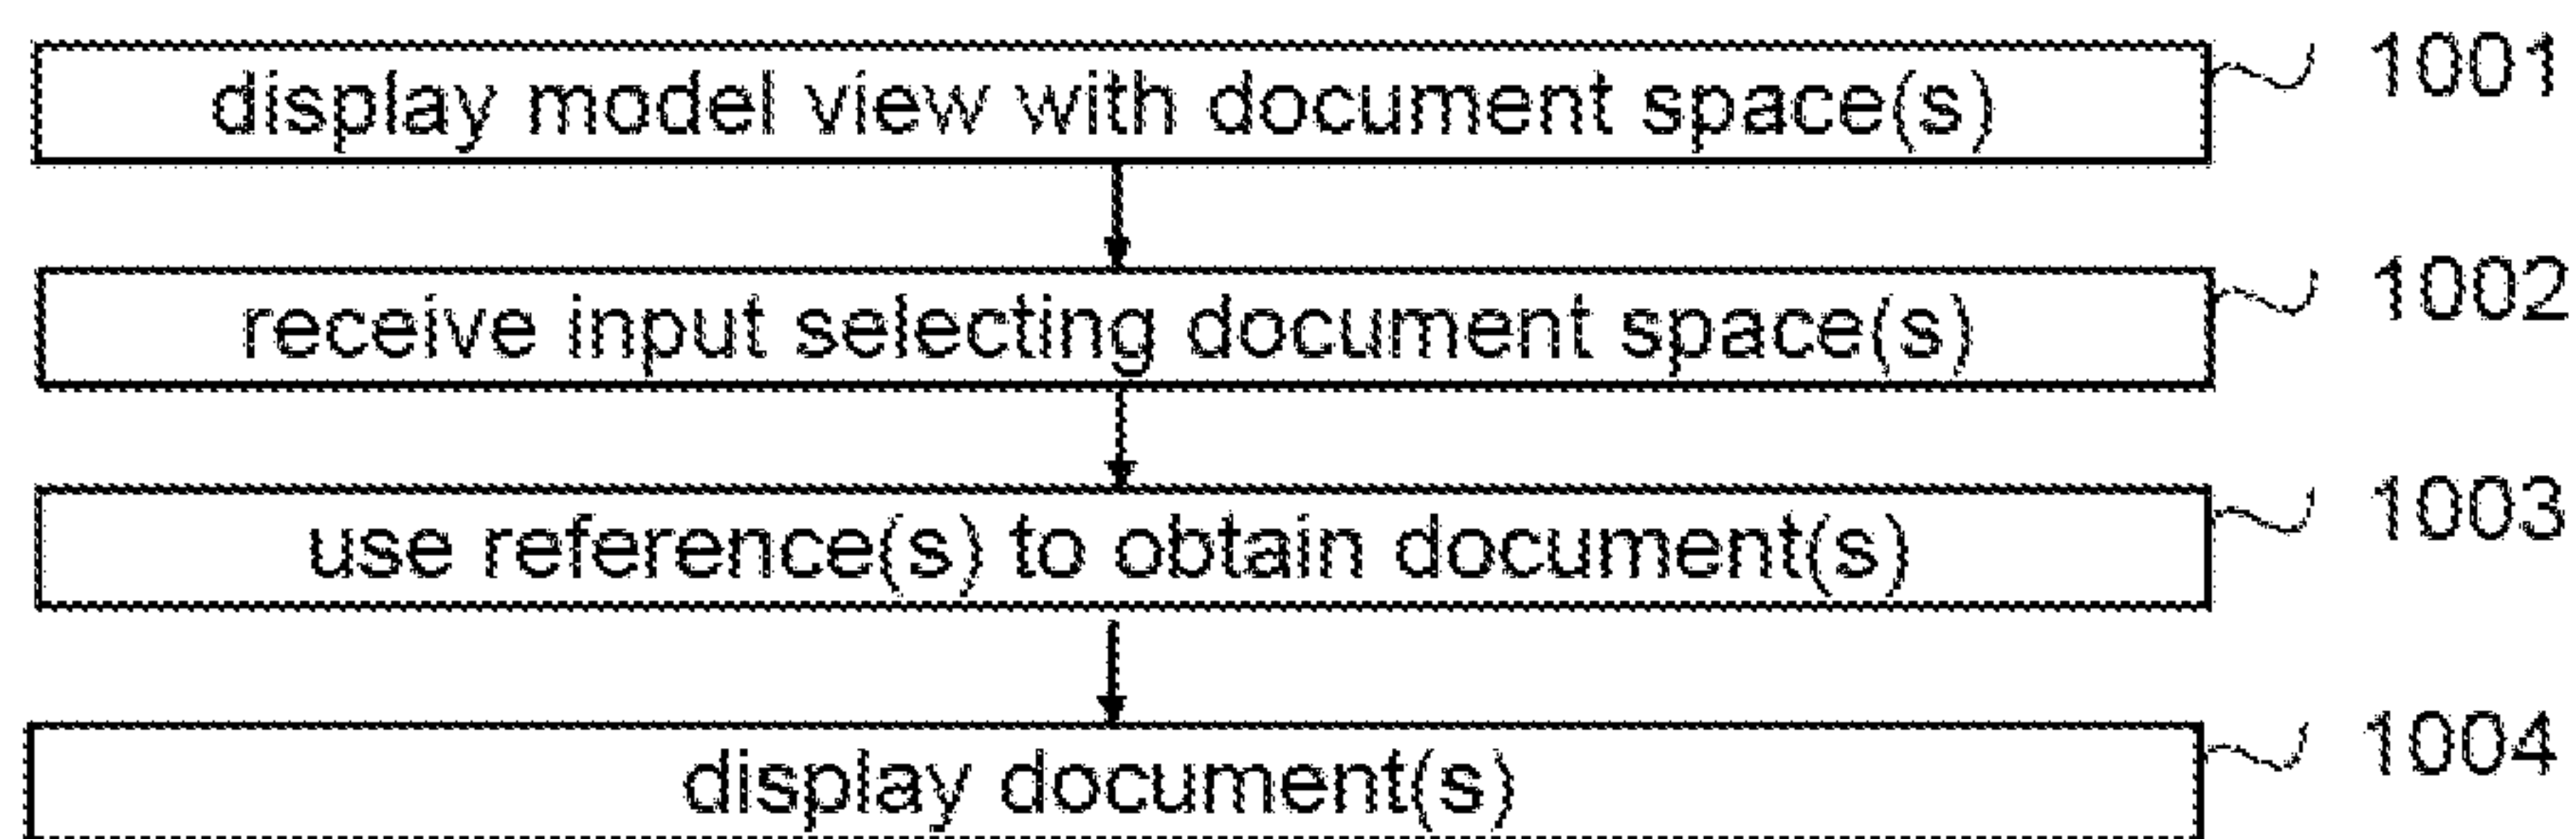 display model view with document space(s) 1001
receive input selecting document space(s) 1002
use reference(s) to obtain document(s) 1003
display document(s) 1004